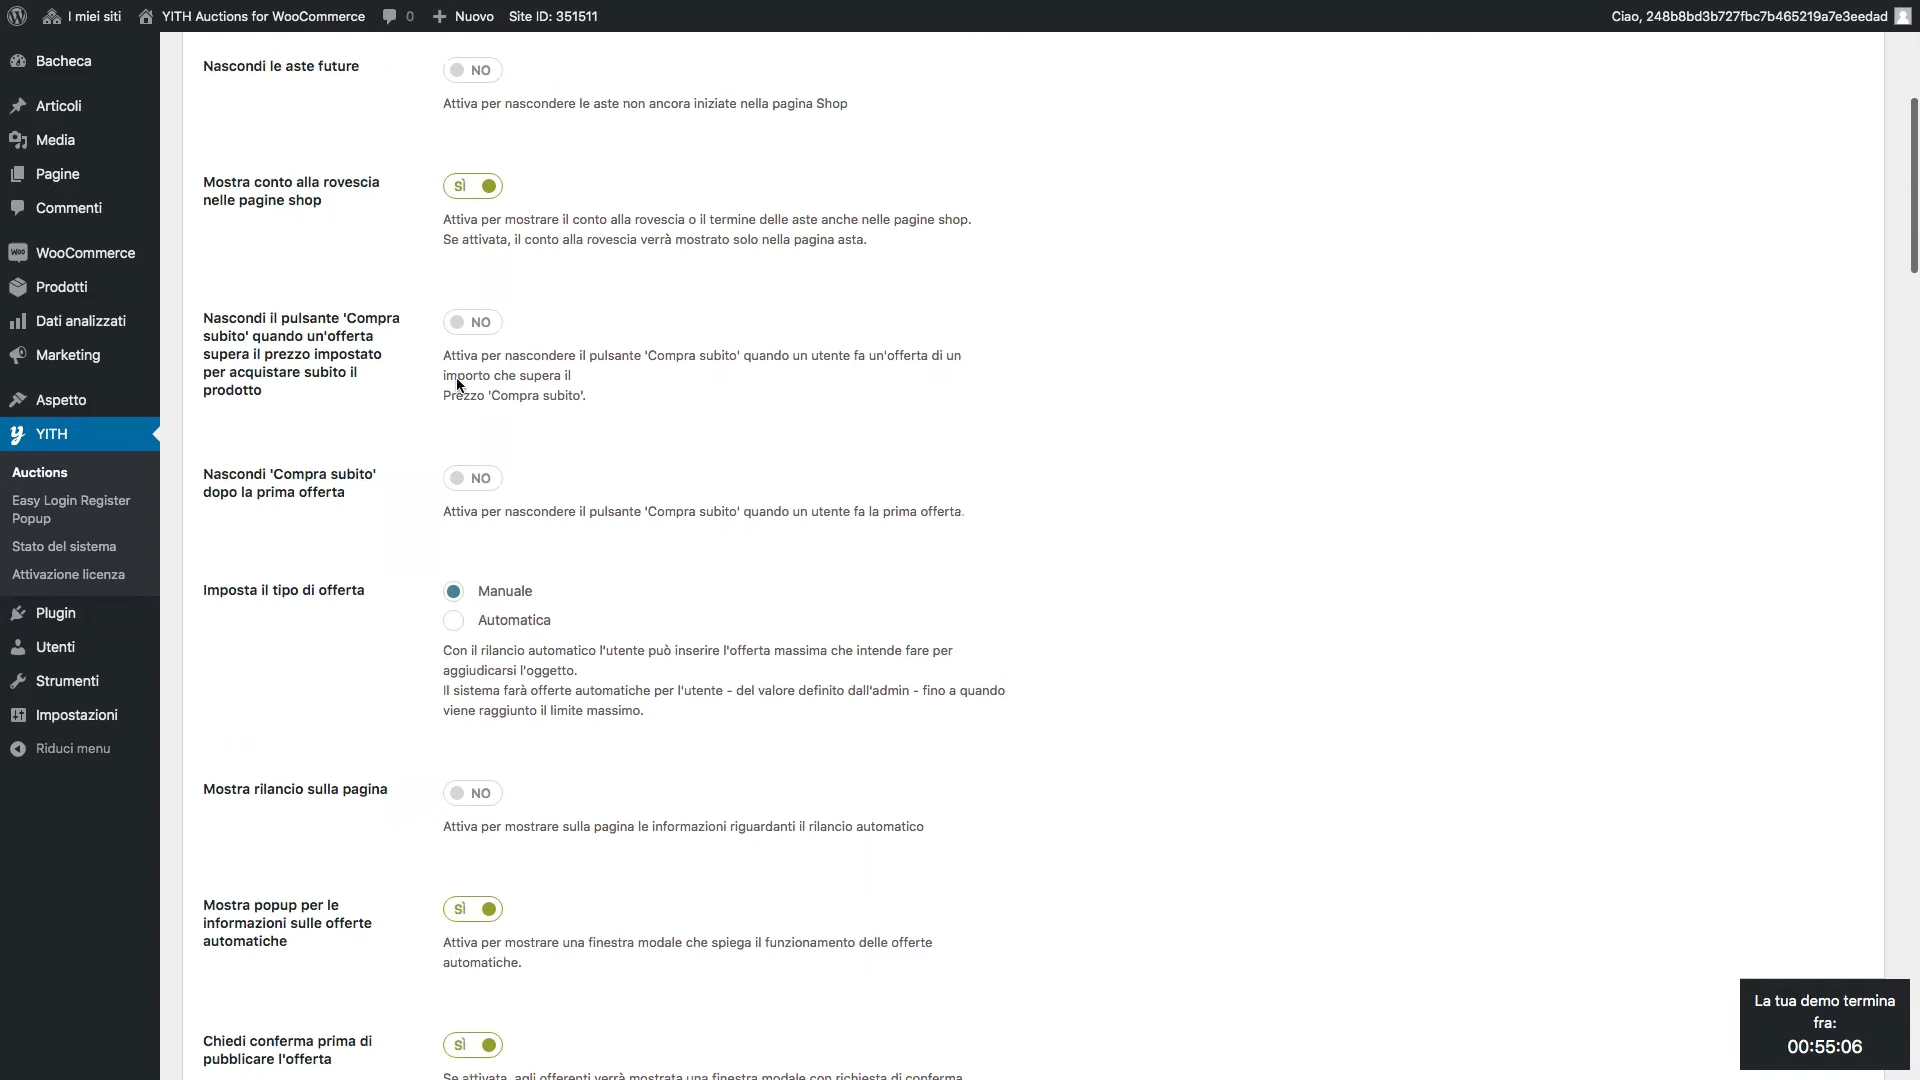 I miei siti
YITH Auctions for WooCommerce
0
Nuovo
Site ID: 351511
Ciao, 248b8bd3b727fbc7b465219a7e3eedad
Bacheca
Articoli
Media
Pagine
Commenti
WooCommerce
Prodotti
Dati analizzati
Marketing
Aspetto
YITH
Auctions
Easy Login Register
Popup
Stato del sistema
Attivazione licenza
Plugin
Utenti
Strumenti
Impostazioni
Riduci menu
Nascondi le aste future
NO
Attiva per nascondere le aste non ancora iniziate nella pagina Shop
Mostra conto alla rovescia
nelle pagine shop
SÌ
Attiva per mostrare il conto alla rovescia o il termine delle aste anche nelle pagine shop.
Se attivata, il conto alla rovescia verrà mostrato solo nella pagina asta.
Nascondi il pulsante 'Compra
subito' quando un'offerta
supera il prezzo impostato
per acquistare subito il
prodotto
NO
Attiva per nascondere il pulsante 'Compra subito' quando un utente fa un'offerta di un
importo che supera il
Prezzo 'Compra subito'.
Nascondi 'Compra subito'
dopo la prima offerta
NO
Attiva per nascondere il pulsante 'Compra subito' quando un utente fa la prima offerta.
Imposta il tipo di offerta
Manuale
Automatica
Con il rilancio automatico l'utente può inserire l'offerta massima che intende fare per
aggiudicarsi l'oggetto.
Il sistema farà offerte automatiche per l'utente - del valore definito dall'admin - fino a quando
viene raggiunto il limite massimo.
Mostra rilancio sulla pagina
NO
Attiva per mostrare sulla pagina le informazioni riguardanti il rilancio automatico
Mostra popup per le
informazioni sulle offerte
automatiche
SÌ
Attiva per mostrare una finestra modale che spiega il funzionamento delle offerte
automatiche.
Chiedi conferma prima di
pubblicare l'offerta
SÌ
Se attivata, agli offerenti verrà mostrata una finestra modale con richiesta di conferma
La tua demo termina
fra:
00:55:06